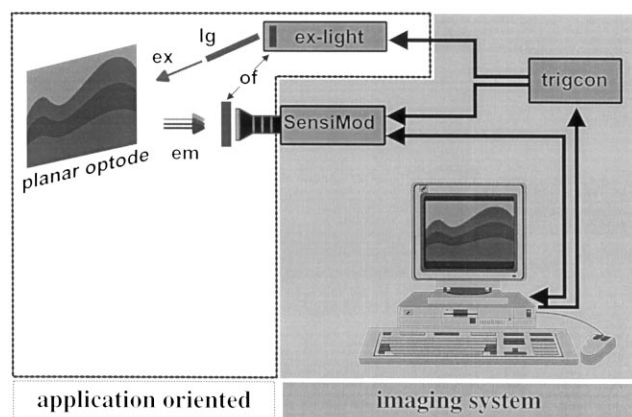 lg
ex-light
ex
of
trigcon
SensiMod
em
planar optode
application oriented
imaging system